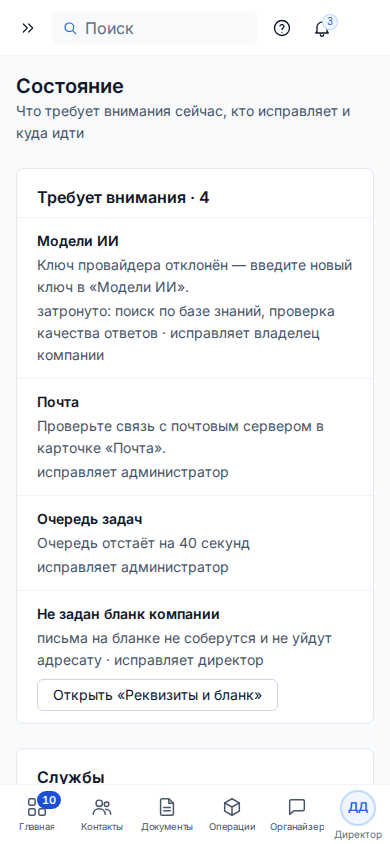 Поиск
3
Состояние
Что требует внимания сейчас, кто исправляет и
куда идти
Требует внимания · 4
Модели ИИ
Ключ провайдера отклонён — введите новый
ключ в «Модели ИИ».
затронуто: поиск по базе знаний, проверка
качества ответов · исправляет владелец
компании
Почта
Проверьте связь с почтовым сервером в
карточке «Почта».
исправляет администратор
Очередь задач
Очередь отстаёт на 40 секунд
исправляет администратор
Не задан бланк компании
письма на бланке не соберутся и не уйдут
адресату · исправляет директор
Открыть «Реквизиты и бланк»
Службы
10
ДД
Главная
Контакты
Документы
Операции
Органайзер
Директор